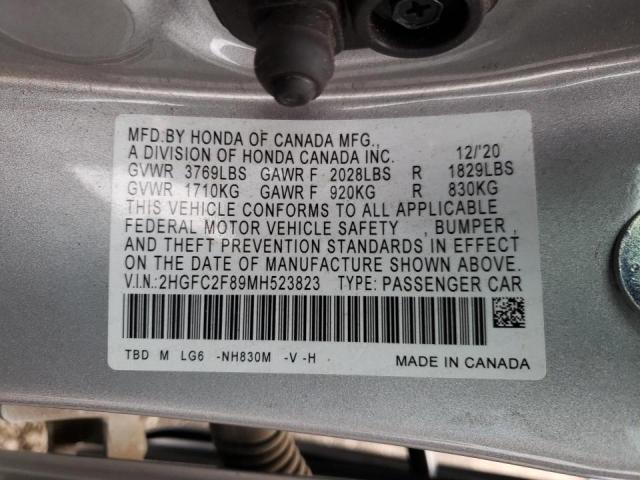 MFD.BY HONDA OF CANADA MFG.,
A DIVISION OF HONDA CANADA INC. 12/'20
GVWR 3769LBS GAWR F 2028LBS R 1829LBS
GVWR 1710KG GAWR F 920KG R 830KG
THIS VEHICLE CONFORMS TO ALL APPLICABLE
FEDERAL MOTOR VEHICLE SAFETY , BUMPER ,
AND THEFT PREVENTION STANDARDS IN EFFECT
ON THE DATE OF MANUFACTURE SHOWN ABOVE.
V.I.N.:2HGFC2F89MH523823 TYPE: PASSENGER CAR
TBD M LG6 -NH830M -V -H MADE IN CANADA